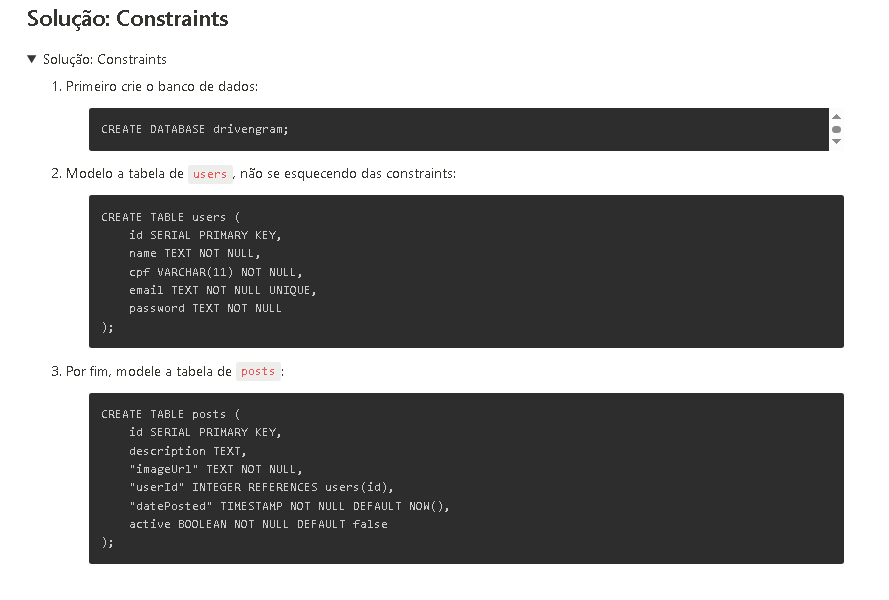 Solução: Constraints
Solução: Constraints
1. Primeiro crie o banco de dados:
CREATE DATABASE drivengram;
2. Modelo a tabela de users, não se esquecendo das constraints:
CREATE TABLE users (
    id SERIAL PRIMARY KEY,
    name TEXT NOT NULL,
    cpf VARCHAR(11) NOT NULL,
    email TEXT NOT NULL UNIQUE,
    password TEXT NOT NULL
);
3. Por fim, modele a tabela de posts:
CREATE TABLE posts (
    id SERIAL PRIMARY KEY,
    description TEXT,
    "imageUrl" TEXT NOT NULL,
    "userId" INTEGER REFERENCES users(id),
    "datePosted" TIMESTAMP NOT NULL DEFAULT NOW(),
    active BOOLEAN NOT NULL DEFAULT false
);